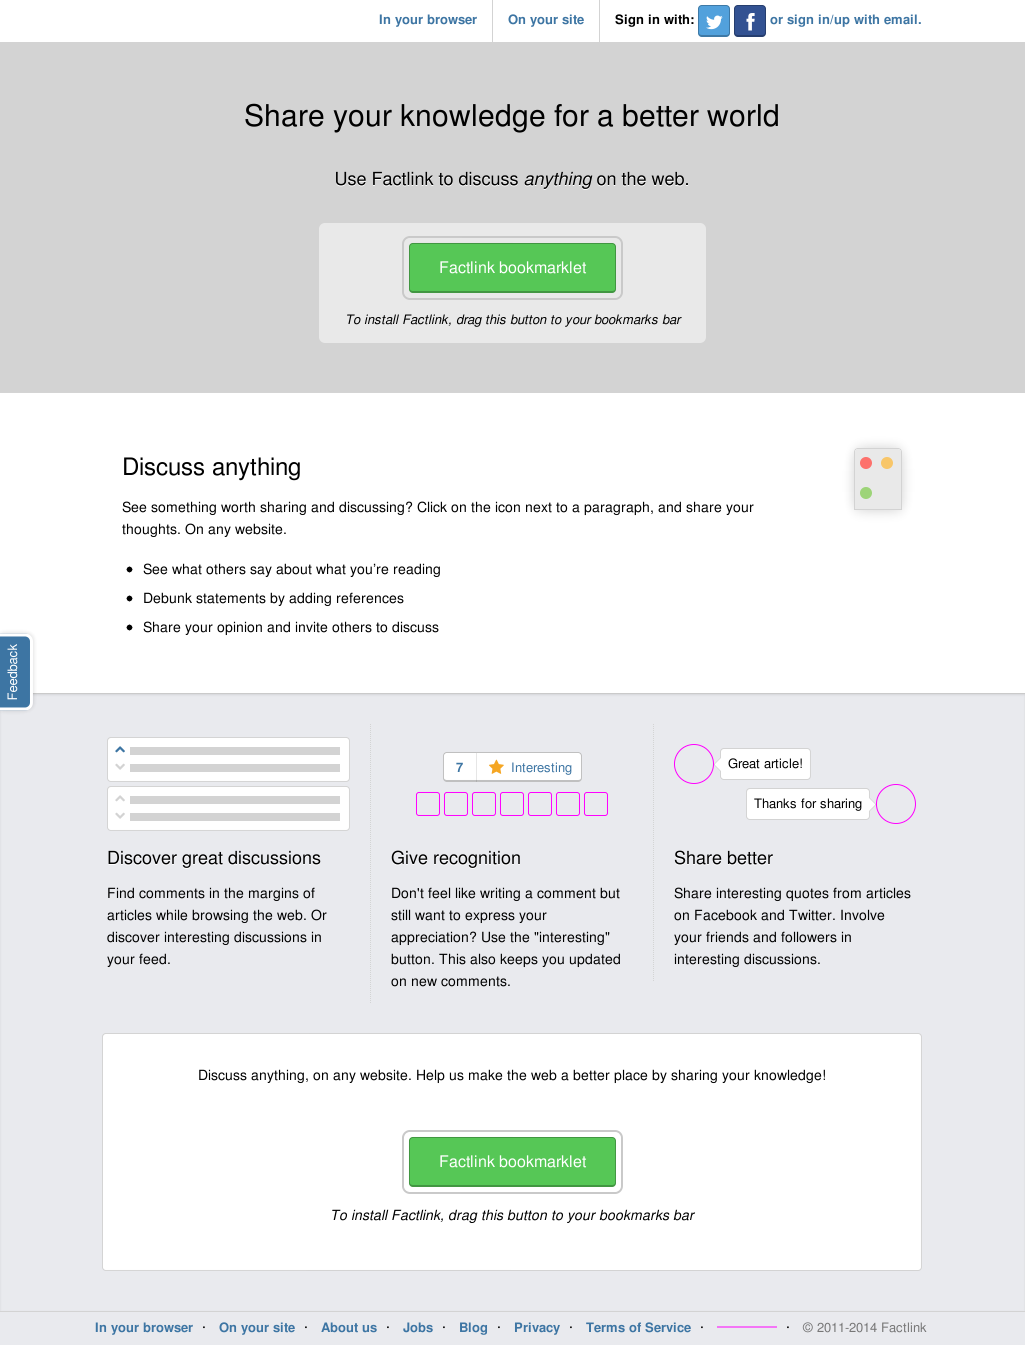 In your browser
On your site
Sign in with: or sign in/up with email.
Share your knowledge for a better world
Use Factlink to discuss anything on the web.
Factlink bookmarklet
To install Factlink, drag this button to your bookmarks bar
Discuss anything
See something worth sharing and discussing? Click on the icon next to a paragraph, and share your
thoughts. On any website.
• See what others say about what you're reading
• Debunk statements by adding references
• Share your opinion and invite others to discuss
Feedback
7 Interesting
Great article!
Thanks for sharing
Discover great discussions
Find comments in the margins of
articles while browsing the web. Or
discover interesting discussions in
your feed.
Give recognition
Don't feel like writing a comment but
still want to express your
appreciation? Use the "interesting"
button. This also keeps you updated
on new comments.
Share better
Share interesting quotes from articles
on Facebook and Twitter. Involve
your friends and followers in
interesting discussions.
Discuss anything, on any website. Help us make the web a better place by sharing your knowledge!
Factlink bookmarklet
To install Factlink, drag this button to your bookmarks bar
In your browser · On your site · About us · Jobs · Blog · Privacy · Terms of Service · · © 2011-2014 Factlink